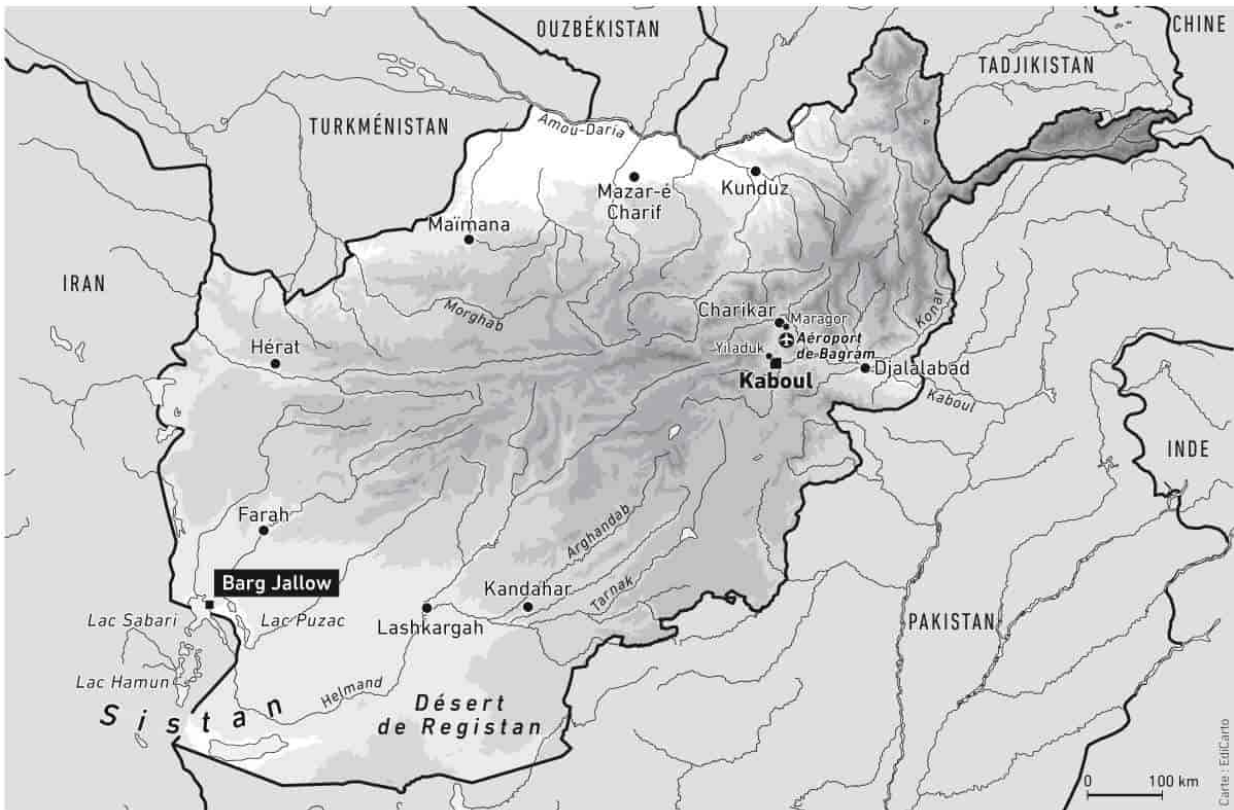 OUZBÉKISTAN
CHINE
TADJIKISTAN
TURKMÉNISTAN
Amou-Daria
Mazar-é
Charif
Kunduz
Maïmana
IRAN
Morghab
Charikar
Maragor
Konar
Aéroport
de Bagram
Yiladuk
Hérat
Kaboul
Djalalabad
Kaboul
INDE
Farah
Arghandab
Barg Jallow
Kandahar
Tarnak
Lac Sabari
Lac Puzac
Lashkargah
PAKISTAN
Lac Hamun
Helmand
Sistan
Désert
de Registan
0 100 km
Carte : EdiCarto